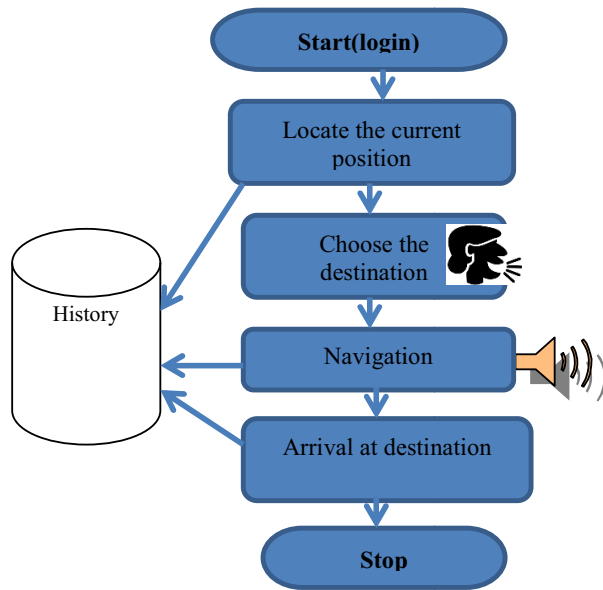 Start(login)
Locate the current
position
Choose the
destination
History
Navigation
Arrival at destination
Stop